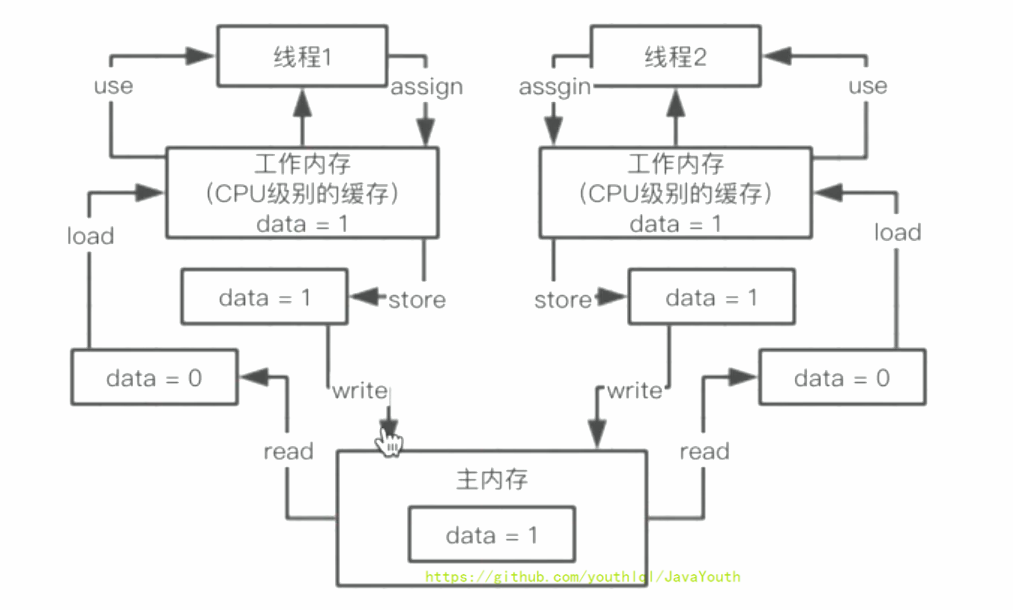 线程1
线程2
use
assign
assgin
use
工作内存
（CPU级别的缓存）
data = 1
工作内存
（CPU级别的缓存）
data = 1
load
load
data = 1
store
store
data = 1
data = 0
write
write
data = 0
read
read
主内存
data = 1
https://github.com/youthlql/JavaYouth